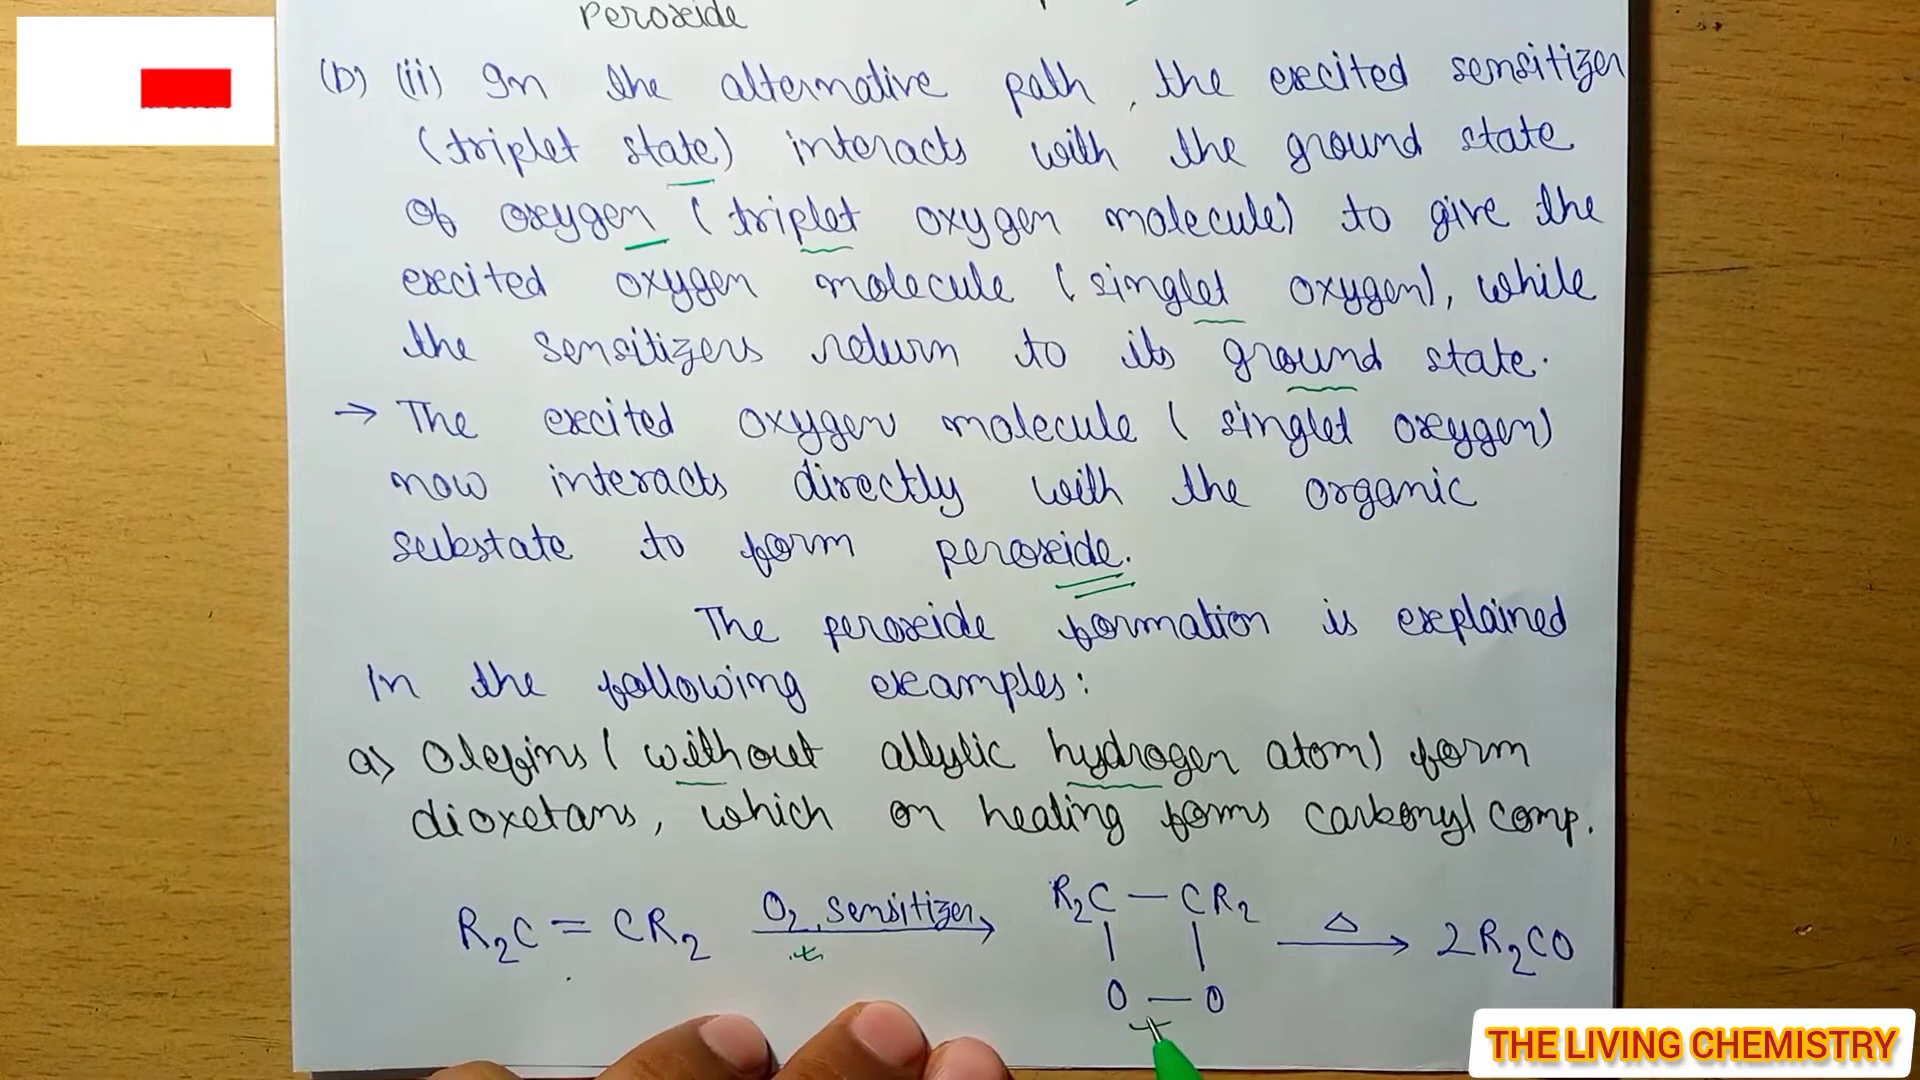 Peroxide
(b) (ii) In the alternative path, the excited sensitizer
(triplet state) interacts with the ground state
of oxygen (triplet oxygen molecule) to give the
excited oxygen molecule (singlet oxygen), while
the sensitizers return to its ground state.
→ The excited oxygen molecule (singlet oxygen)
now interacts directly with the organic
substate to form peroxide.
The peroxide formation is explained
In the following examples:
a) Olefins (without allylic hydrogen atom) form
dioxetans, which on heating forms carbonyl comp.
R₂C = CR₂ O₂, sensitizer → R₂C — CR₂ Δ → 2R₂CO
O — O
THE LIVING CHEMISTRY